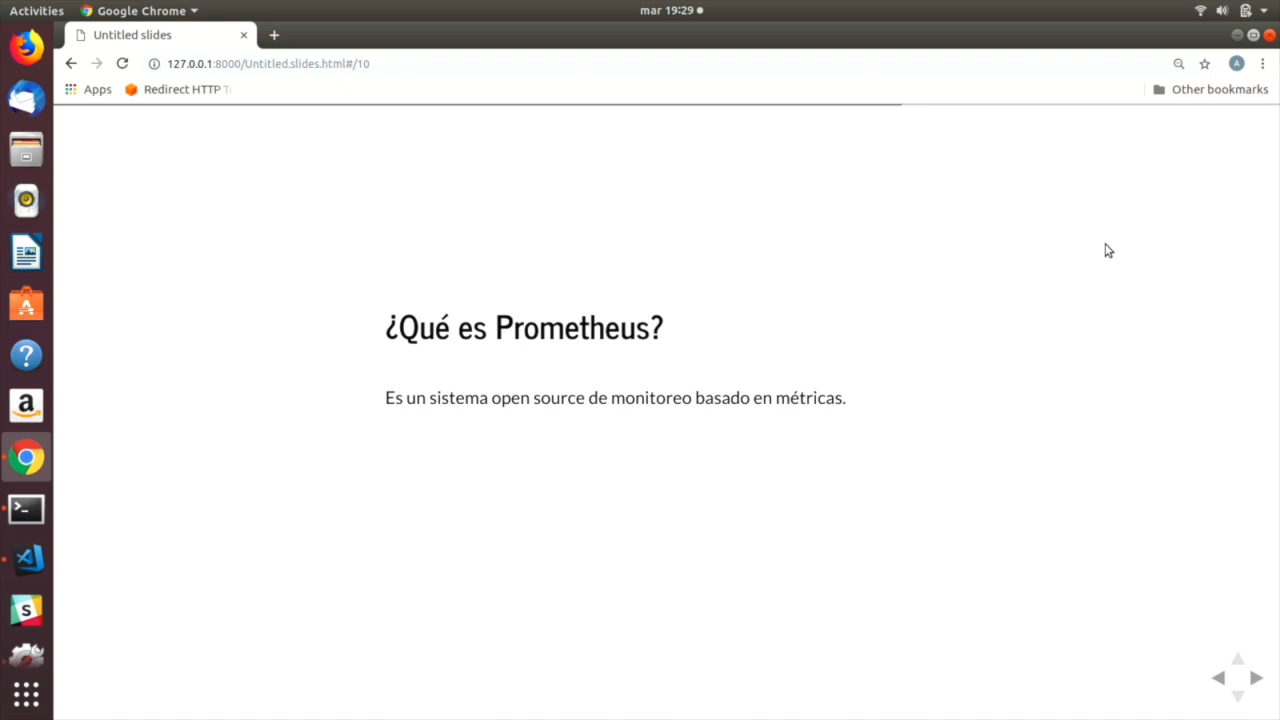 Activities
Google Chrome
mar 19:29
Untitled slides
127.0.0.1:8000/Untitled.slides.html#/10
A
Apps
Redirect HTTP
Other bookmarks
¿Qué es Prometheus?
Es un sistema open source de monitoreo basado en métricas.